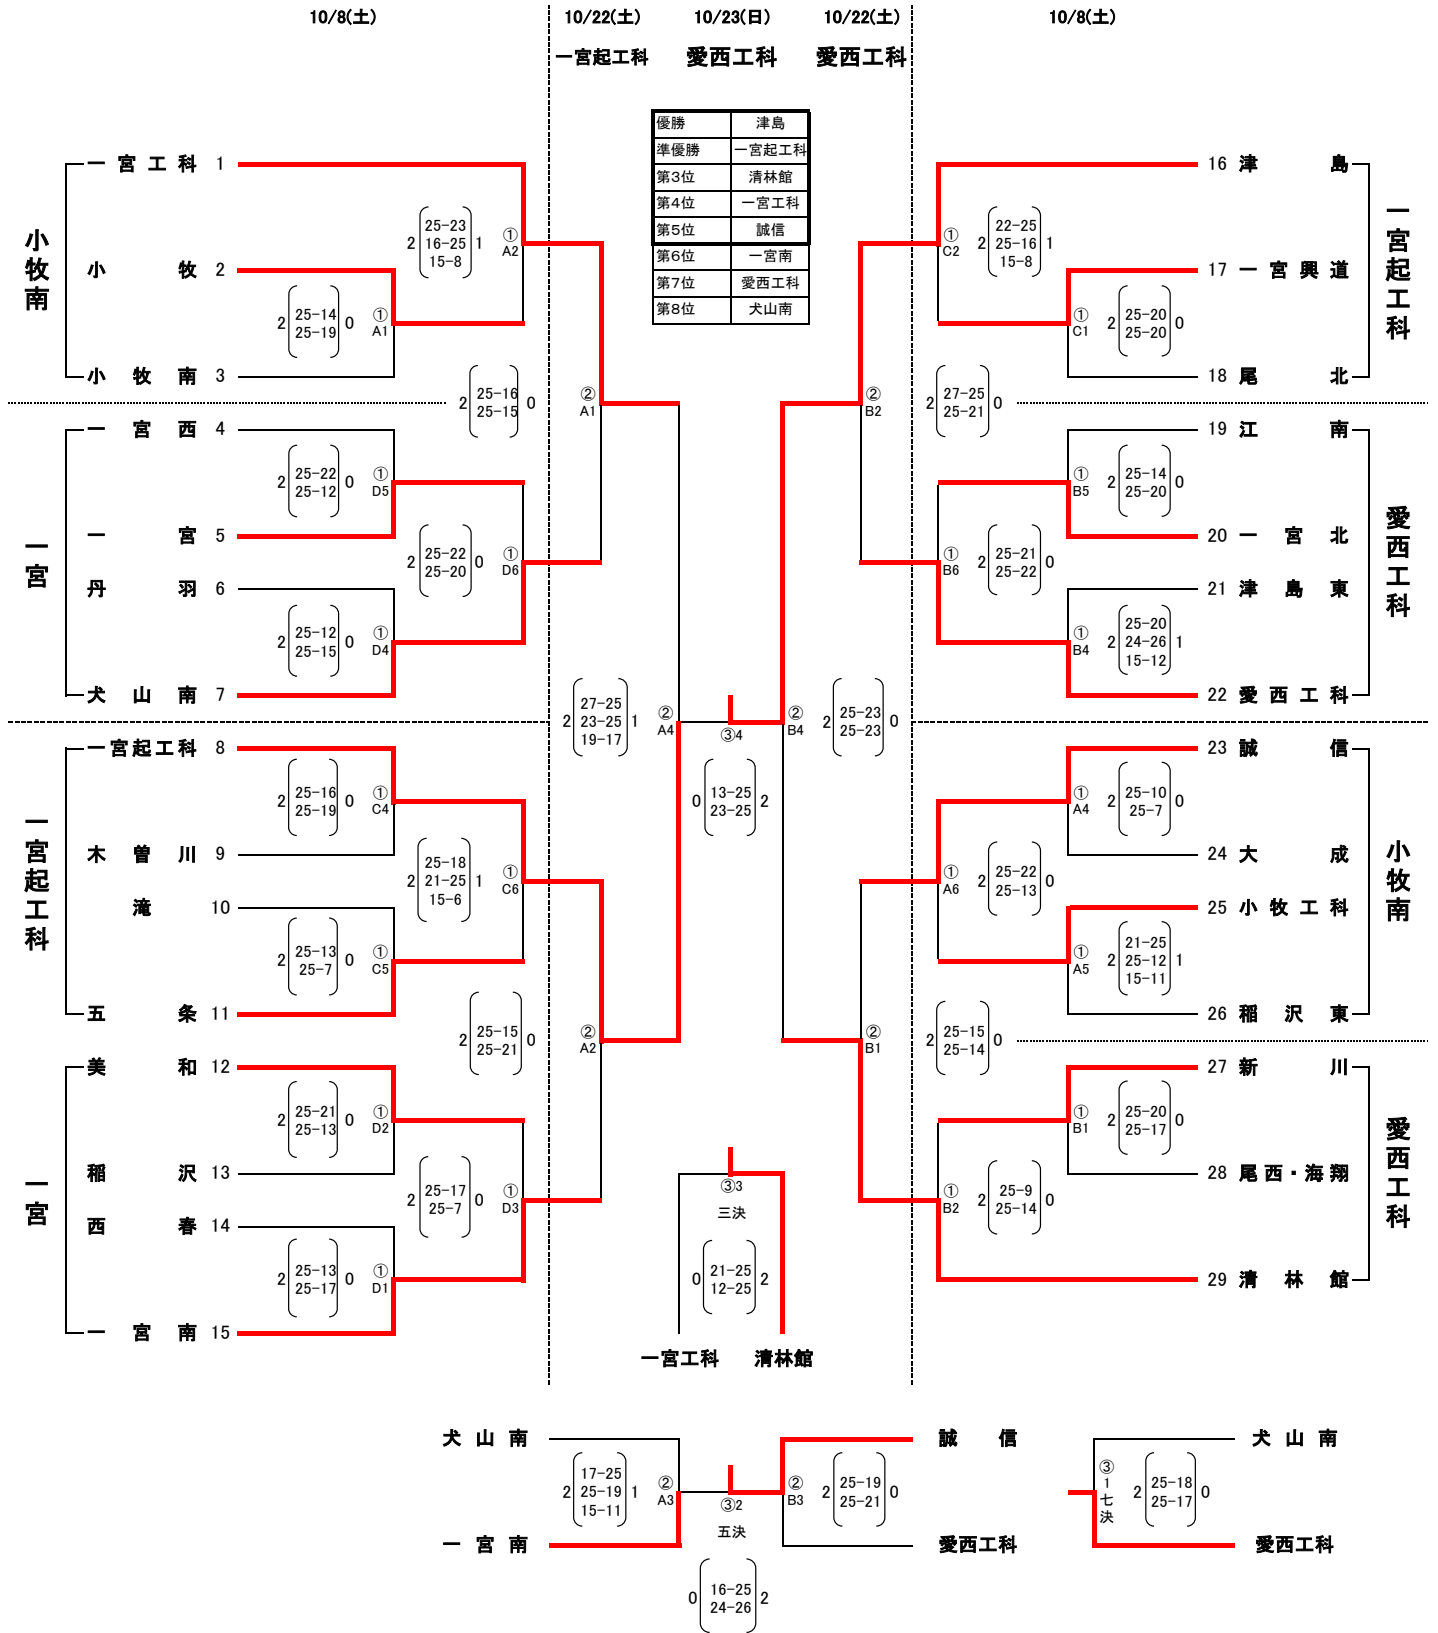 10/8(土) 10/22(土) 10/23(日) 10/22(土) 10/8(土)
一宮起工科 愛西工科 愛西工科
優勝 津島
準優勝 一宮起工科
第3位 清林館
第4位 一宮工科
第5位 誠信
第6位 一宮南
第7位 愛西工科
第8位 犬山南
小牧南
一宮工科 1
小牧 2
小牧南 3
2 25-23 16-25 15-8 1 ① A2
2 25-14 25-19 0 ① A1
2 25-16 25-15 0 ② A1
一宮
一宮西 4
一宮 5
丹羽 6
犬山南 7
2 25-22 25-12 0 ① D5
2 25-22 25-20 0 ① D6
2 25-12 25-15 0 ① D4
2 27-25 23-25 19-17 1 ② A4
一宮起工科
一宮起工科 8
木曽川 9
滝 10
五条 11
2 25-16 25-19 0 ① C4
2 25-18 21-25 15-6 1 ① C6
2 25-13 25-7 0 ① C5
2 25-15 25-21 0 ② A2
一宮
美和 12
稲沢 13
西春 14
一宮南 15
2 25-21 25-13 0 ① D2
2 25-17 25-7 0 ① D3
2 25-13 25-17 0 ① D1
③4
0 13-25 23-25 2
③3
三決
0 21-25 12-25 2
一宮工科 清林館
一宮起工科
16 津島
17 一宮興道
18 尾北
① C2 2 22-25 25-16 15-8 1
① C1 2 25-20 25-20 0
② B2 2 27-25 25-21 0
愛西工科
19 江南
20 一宮北
21 津島東
22 愛西工科
① B5 2 25-14 25-20 0
① B6 2 25-21 25-22 0
① B4 2 25-20 24-26 15-12 1
② B4 2 25-23 25-23 0
小牧南
23 誠信
24 大成
25 小牧工科
26 稲沢東
① A4 2 25-10 25-7 0
① A6 2 25-22 25-13 0
① A5 2 21-25 25-12 15-11 1
② B1 2 25-15 25-14 0
愛西工科
27 新川
28 尾西・海翔
29 清林館
① B1 2 25-20 25-17 0
① B2 2 25-9 25-14 0
犬山南
一宮南
2 17-25 25-19 15-11 1 ② A3
③2
五決
0 16-25 24-26 2
② B3 2 25-19 25-21 0
誠信
愛西工科
③1七決
2 25-18 25-17 0
犬山南
愛西工科